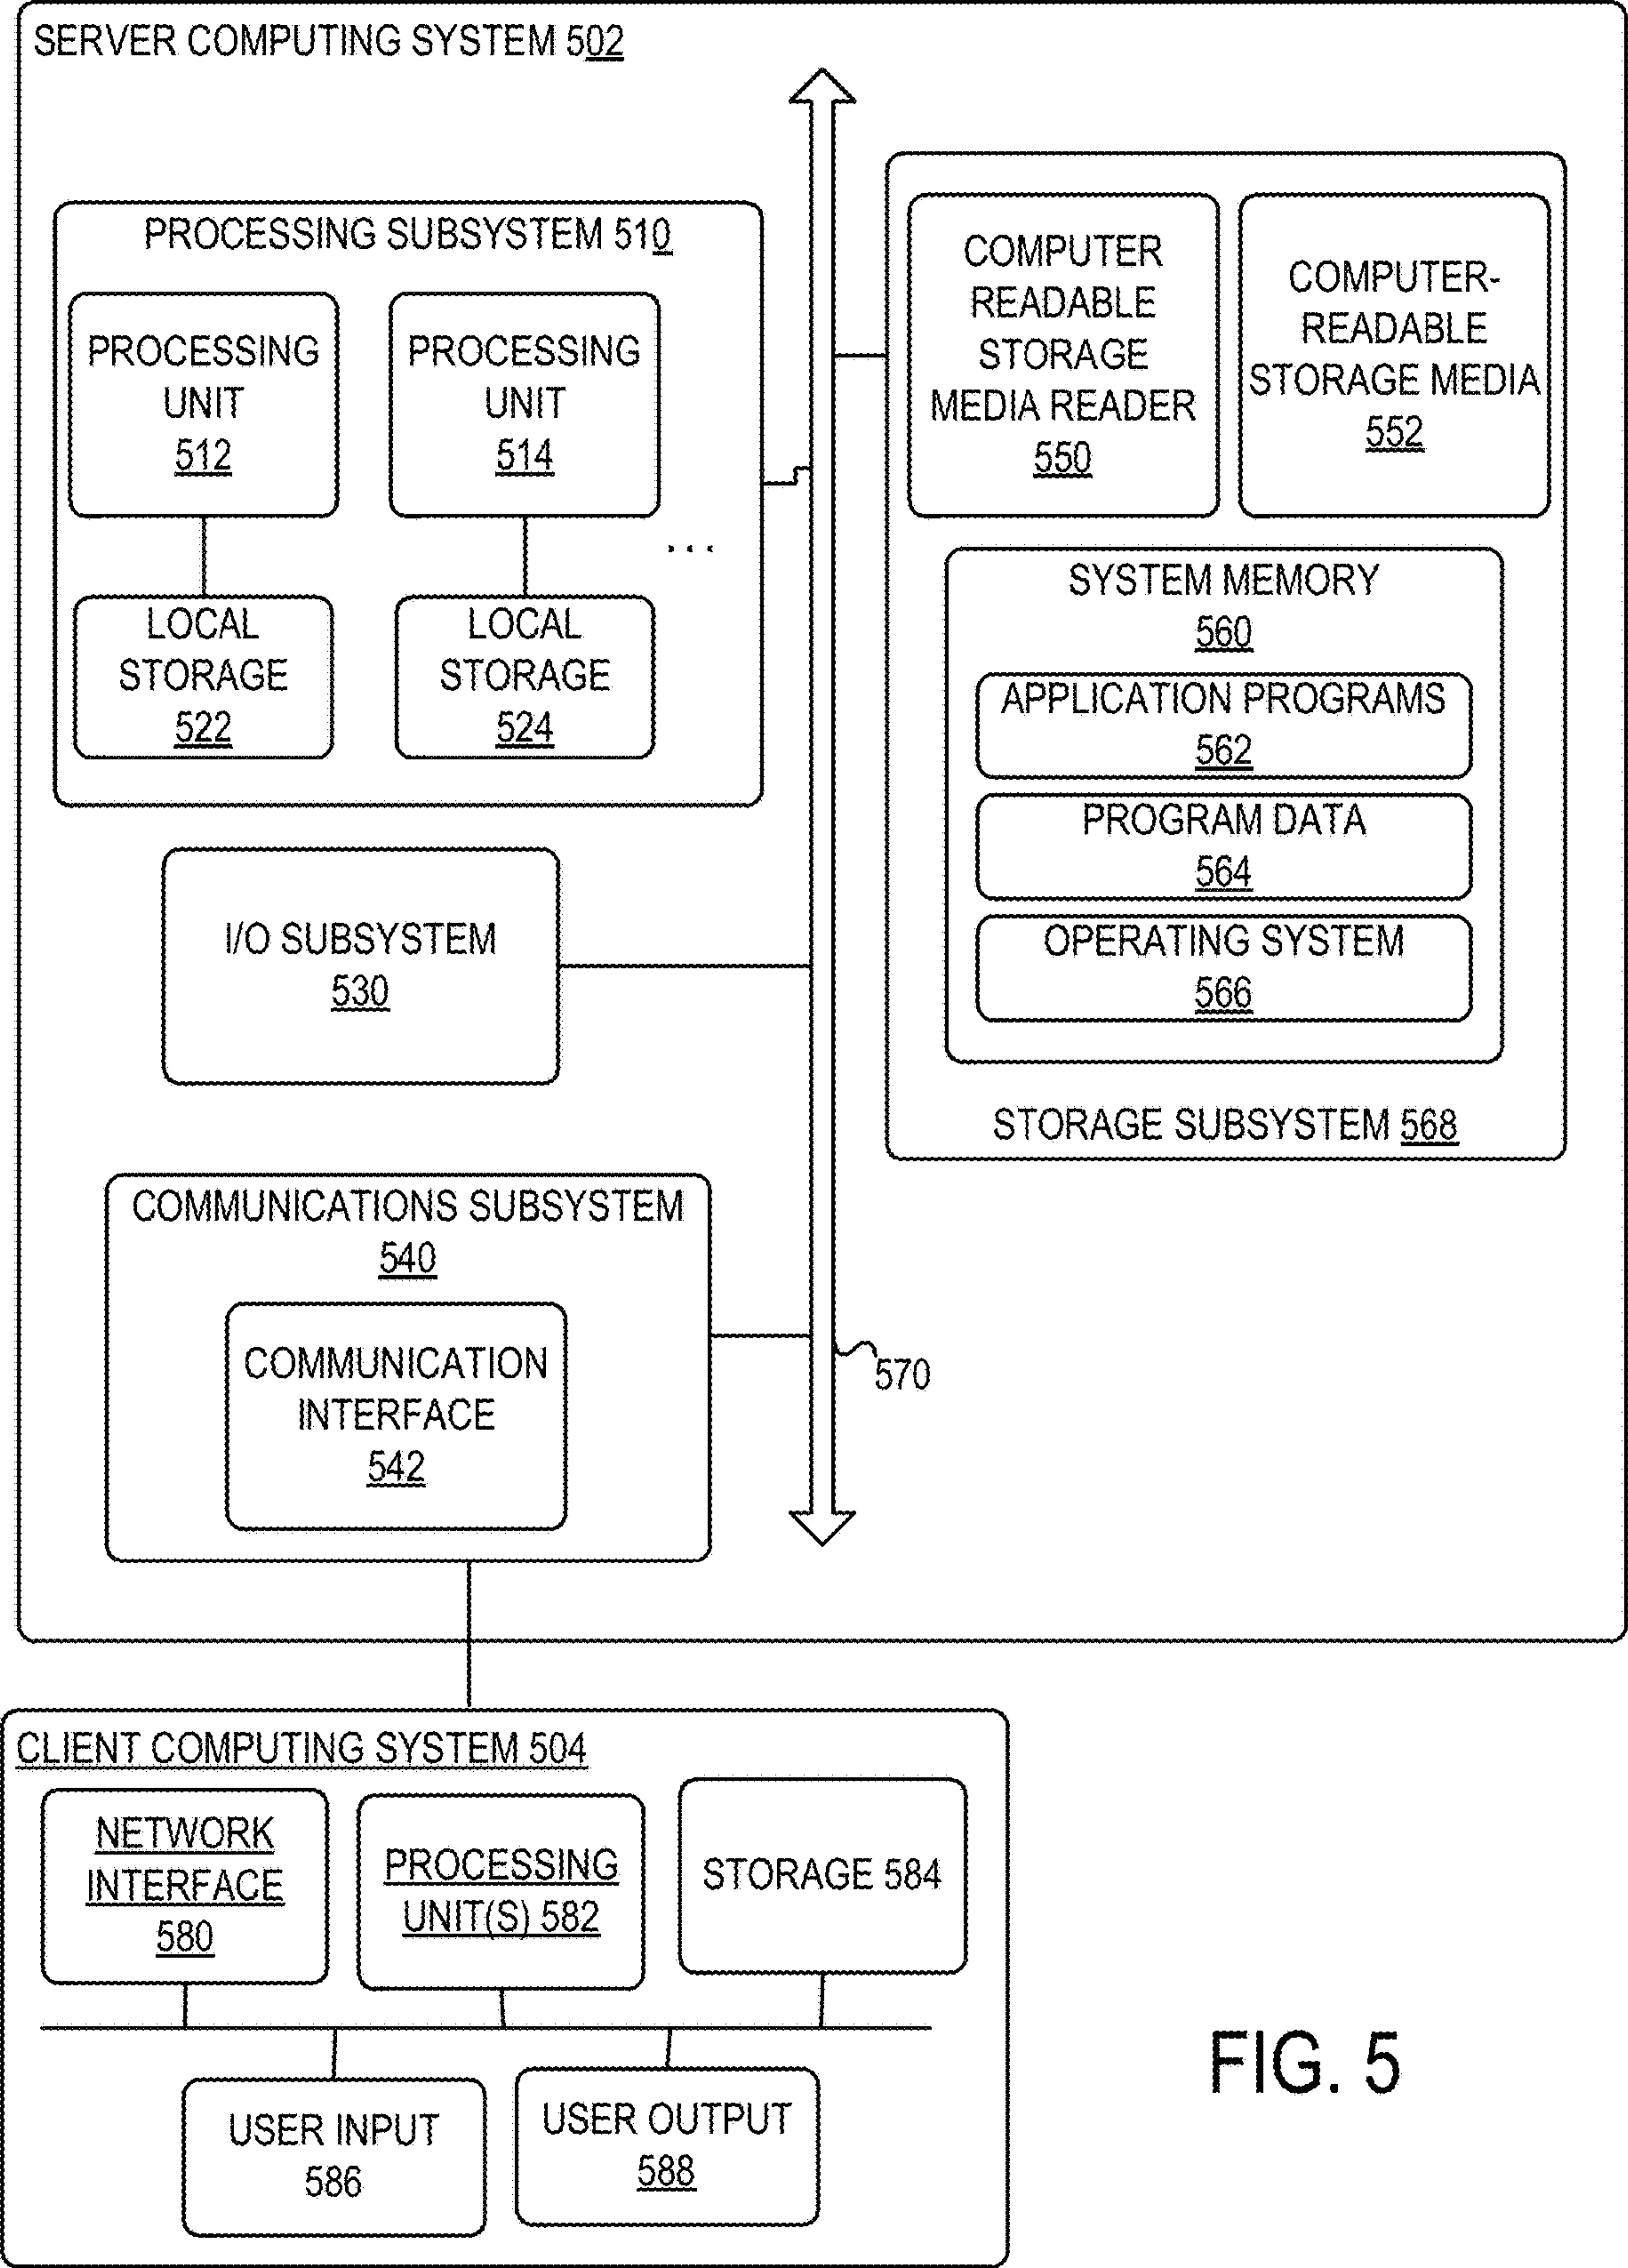 SERVER COMPUTING SYSTEM 502
PROCESSING SUBSYSTEM 510
PROCESSING
UNIT
512
PROCESSING
UNIT
514
...
LOCAL
STORAGE
522
LOCAL
STORAGE
524
I/O SUBSYSTEM
530
COMMUNICATIONS SUBSYSTEM
540
COMMUNICATION
INTERFACE
542
570
COMPUTER
READABLE
STORAGE
MEDIA READER
550
COMPUTER-
READABLE
STORAGE MEDIA
552
SYSTEM MEMORY
560
APPLICATION PROGRAMS
562
PROGRAM DATA
564
OPERATING SYSTEM
566
STORAGE SUBSYSTEM 568
CLIENT COMPUTING SYSTEM 504
NETWORK
INTERFACE
580
PROCESSING
UNIT(S) 582
STORAGE 584
USER INPUT
586
USER OUTPUT
588
FIG. 5